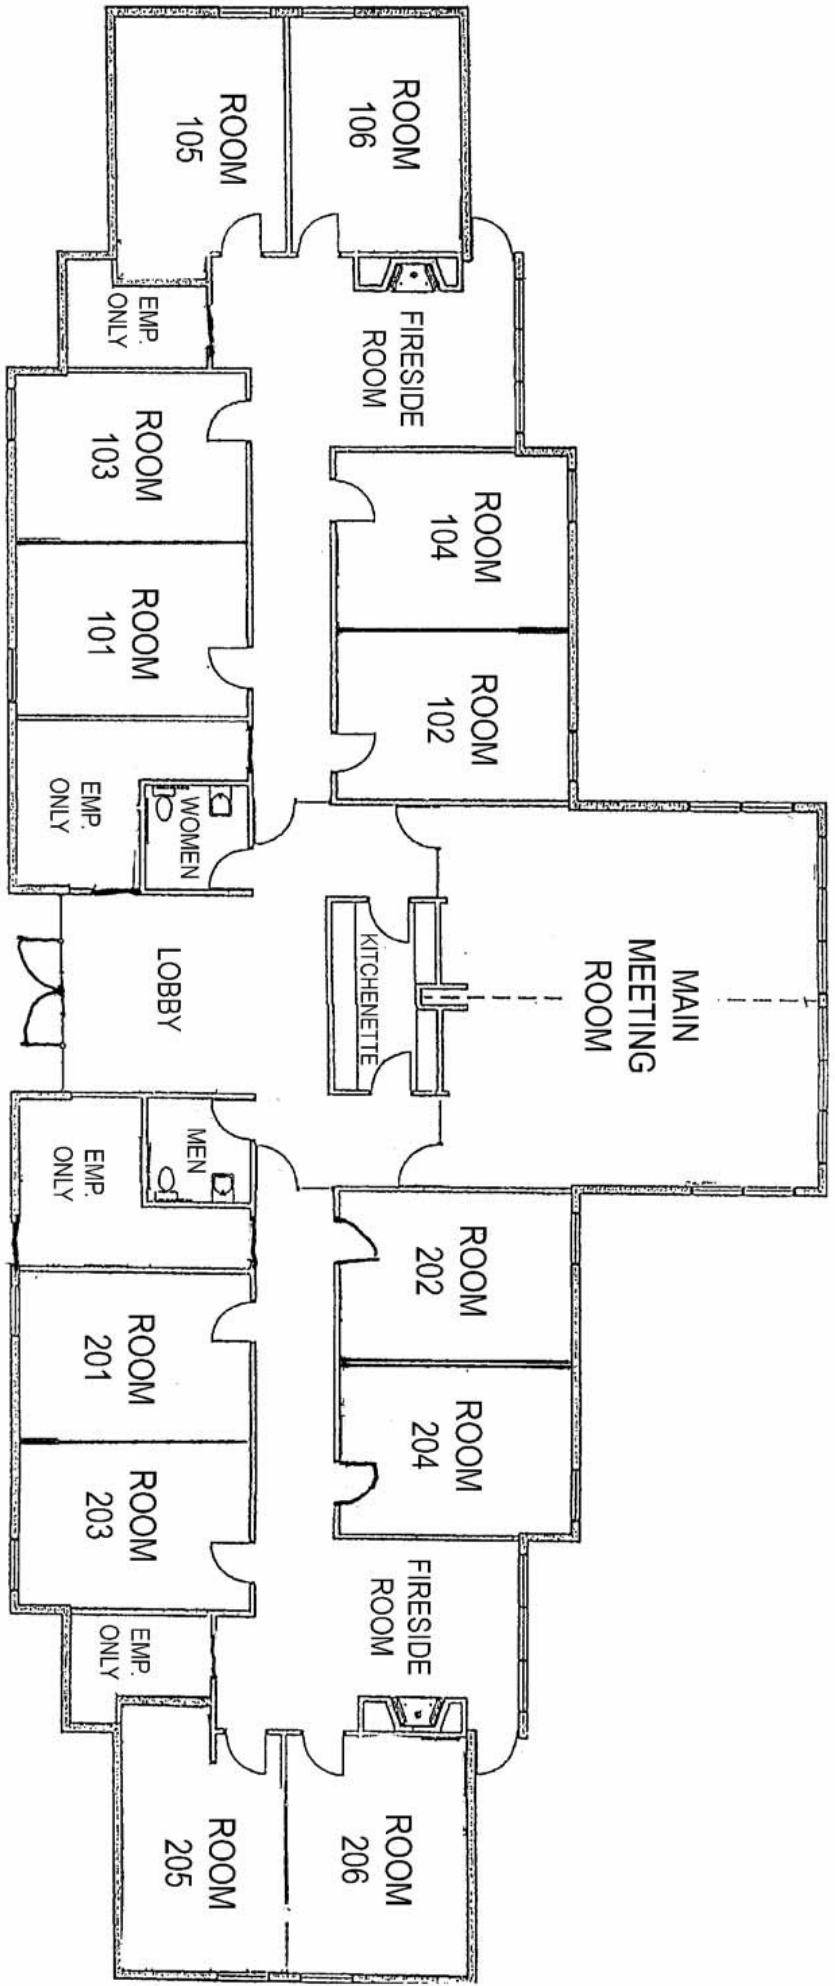 ROOM
106
ROOM
105
EMP.
ONLY
FIRESIDE
ROOM
ROOM
103
ROOM
104
ROOM
101
ROOM
102
EMP.
ONLY
WOMEN
LOBBY
KITCHENETTE
MAIN
MEETING
ROOM
EMP.
ONLY
MEN
ROOM
202
ROOM
201
ROOM
204
ROOM
203
FIRESIDE
ROOM
EMP.
ONLY
ROOM
206
ROOM
205